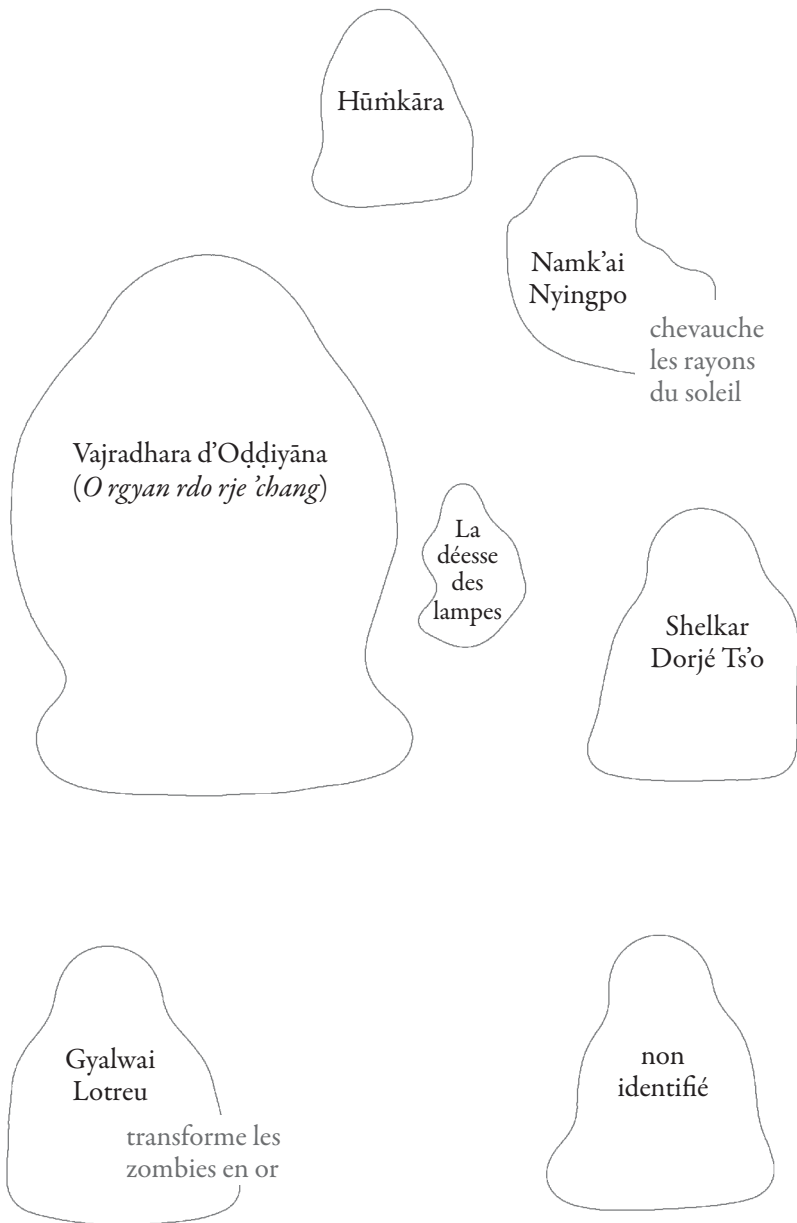 Hūṁkāra
Namk’ai
Nyingpo
chevauche
les rayons
du soleil
Vajradhara d’Oḍḍiyāna
(O rgyan rdo rje ’chang)
La
déesse
des
lampes
Shelkar
Dorjé Ts’o
Gyalwai
Lotreu
transforme les
zombies en or
non
identifié